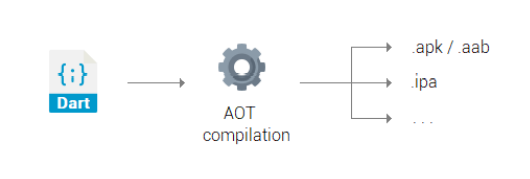 {;}
Dart
AOT
compilation
.apk / .aab
.ipa
...